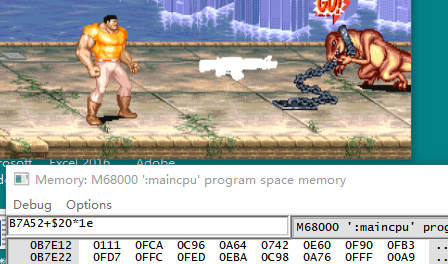 GO!
rosoft Excel 2016 Adobe
Memory: M68000 ':maincpu' program space memory
Debug Options
B7A52+$20*1e
M68000 ':maincpu' prog
0B7E12 0111 0FCA 0C96 0A64 0742 0E60 0F90 0FB3 ..
0B7E22 0FD7 0FFC 0FED 0EBA 0C98 0A76 0FFF 00A9 ..